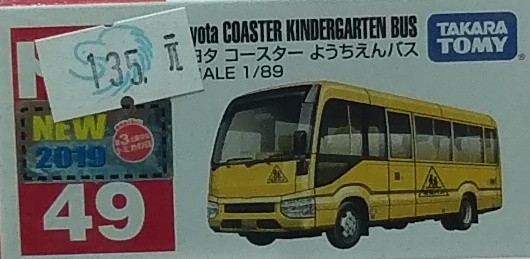 135.元
yota COASTER KINDERGARTEN BUS
ヨタ コースター ようちえんバス
ALE 1/89
TAKARA
TOMY
NEW
2019
49